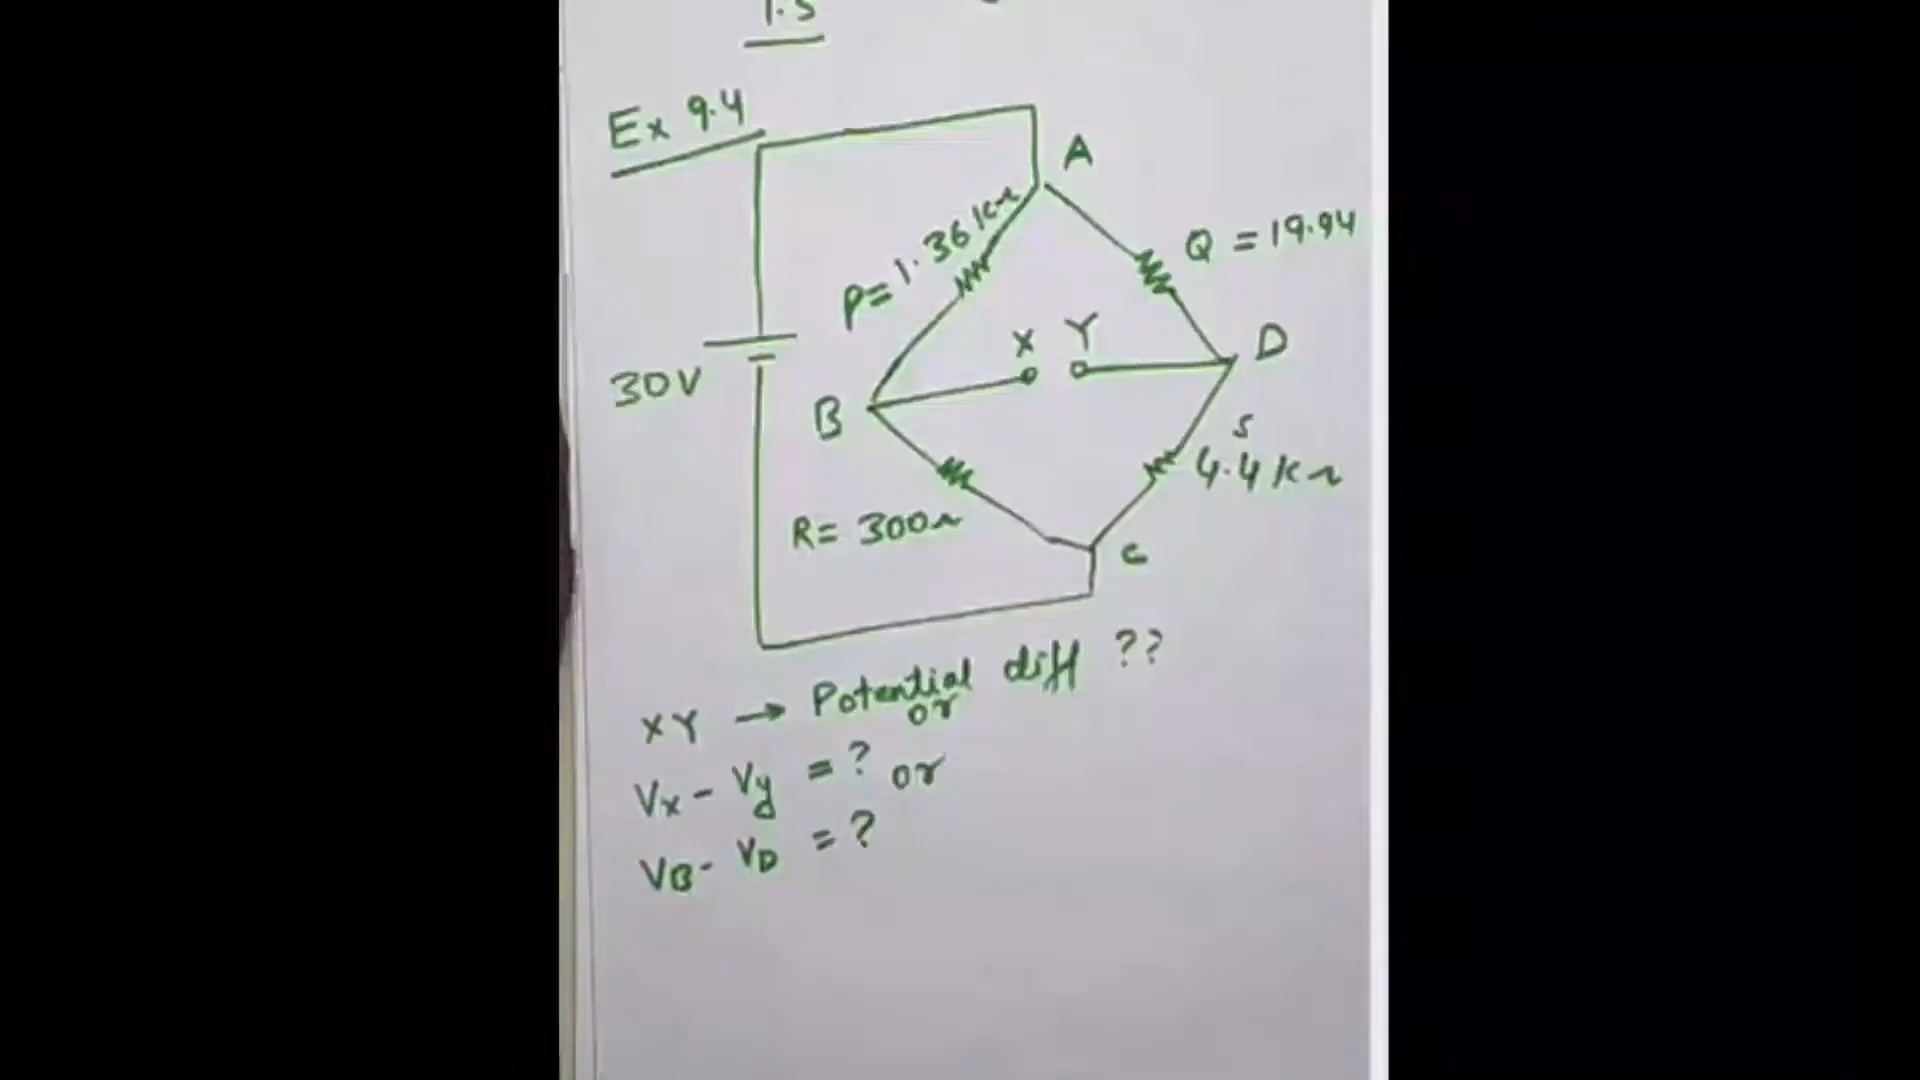 1.5
Ex 9.4
A
P=1.36 KΩ
Q = 19.94
X Y
D
30V
B
S
4.4 KΩ
R= 300Ω
C
XY → Potential diff ??
or
Vx - Vy = ? or
VB - VD = ?